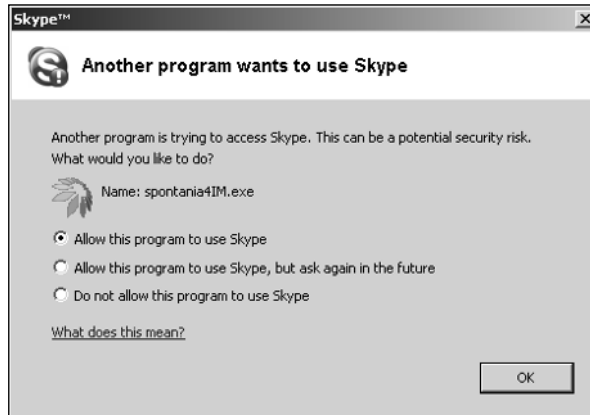 Skype™
Another program wants to use Skype
Another program is trying to access Skype. This can be a potential security risk.
What would you like to do?
Name: spontania4IM.exe
Allow this program to use Skype
Allow this program to use Skype, but ask again in the future
Do not allow this program to use Skype
What does this mean?
OK